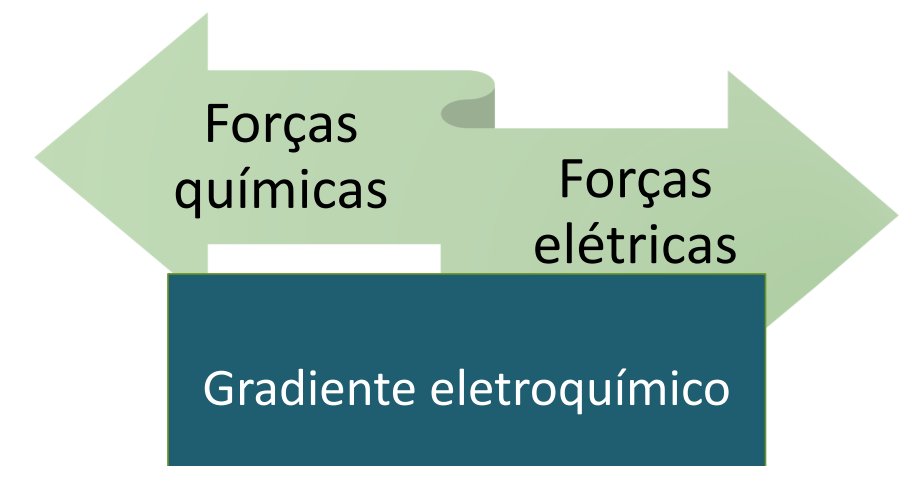 Forças
químicas
Forças
elétricas
Gradiente eletroquímico